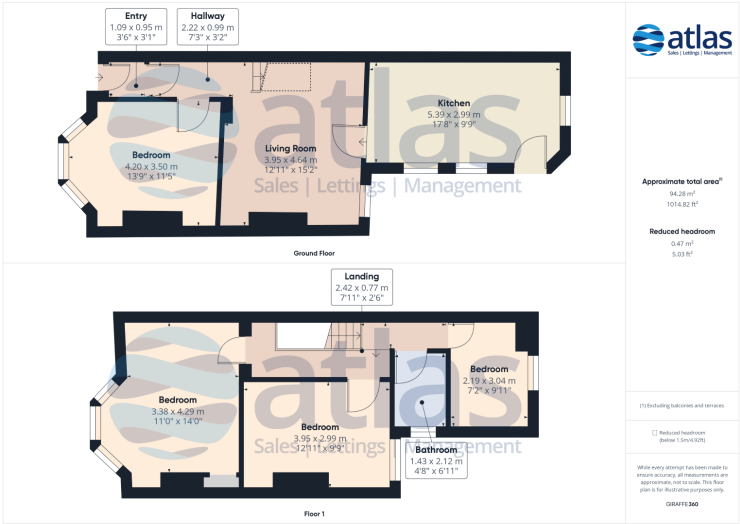 Entry
1.09 x 0.95 m
3'6" x 3'1"
Hallway
2.22 x 0.99 m
7'3" x 3'2"
Kitchen
5.39 x 2.99 m
17'8" x 9'9"
Bedroom
4.20 x 3.50 m
13'9" x 11'5"
Living Room
3.95 x 4.64 m
12'11" x 15'2"
atlas
Sales | Lettings | Management
Ground Floor
Landing
2.42 x 0.77 m
7'11" x 2'6"
Bedroom
3.38 x 4.29 m
11'0" x 14'0"
Bedroom
3.95 x 2.99 m
12'11" x 9'9"
Bedroom
2.19 x 3.04 m
7'2" x 9'11"
Bathroom
1.43 x 2.12 m
4'8" x 6'11"
atlas
Sales | Lettings | Management
Floor 1
atlas
Sales | Lettings | Management
Approximate total area(1)
94.28 m²
1014.82 ft²
Reduced headroom
0.47 m²
5.03 ft²
(1) Excluding balconies and terraces
Reduced headroom
(below 1.5m/4.92ft)
While every attempt has been made to
ensure accuracy, all measurements are
approximate, not to scale. This floor
plan is for illustrative purposes only.
GIRAFFE360